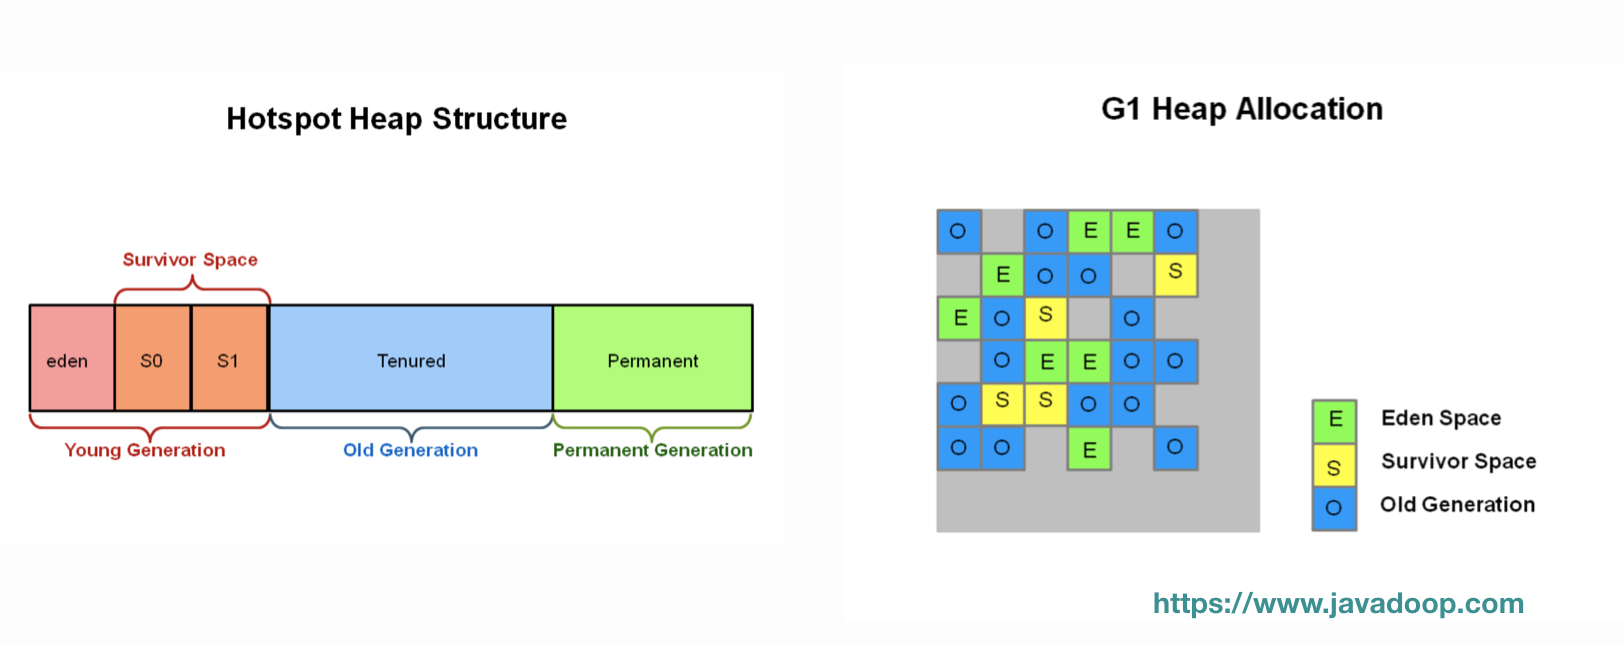 Hotspot Heap Structure
Survivor Space
eden S0 S1 Tenured Permanent
Young Generation Old Generation Permanent Generation
G1 Heap Allocation
O O E E O
E O O S
E O S O
O E E O O
O S S O O
O O E O
E Eden Space
S Survivor Space
O Old Generation
https://www.javadoop.com